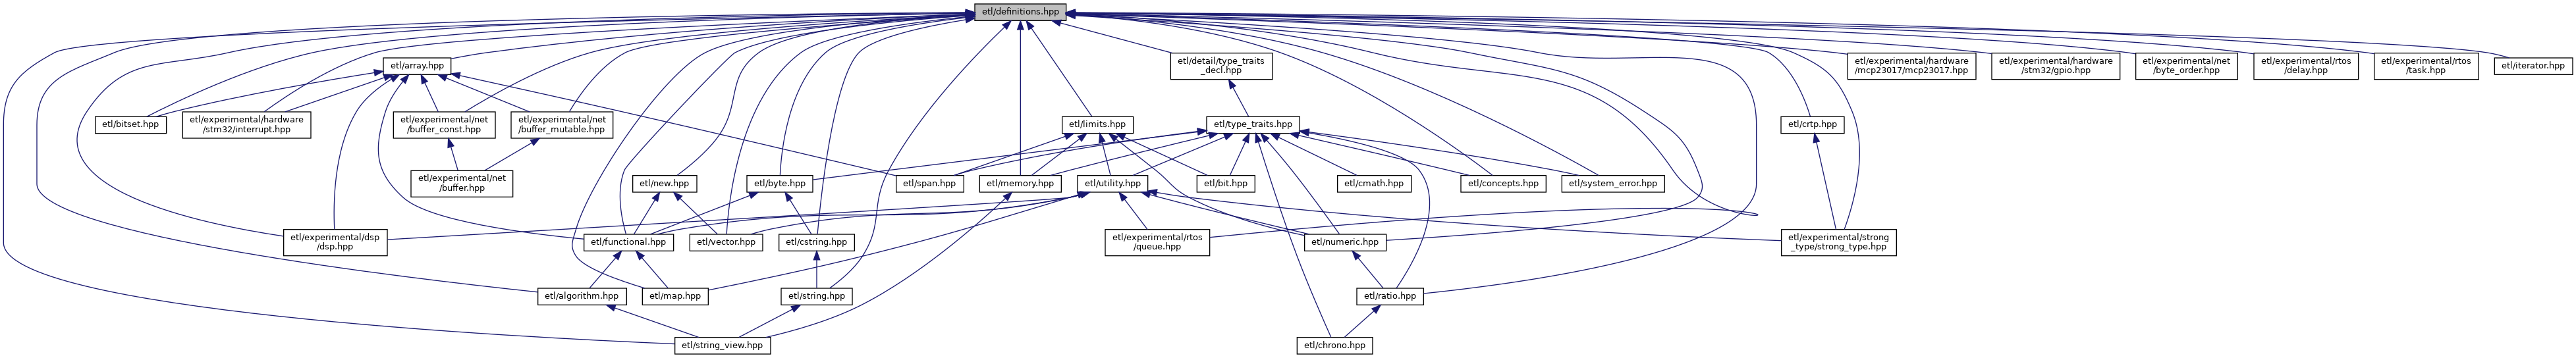 etl/definitions.hpp
etl/array.hpp
etl/detail/type_traits
_decl.hpp
etl/experimental/hardware
/mcp23017/mcp23017.hpp
etl/experimental/hardware
/stm32/gpio.hpp
etl/experimental/net
/byte_order.hpp
etl/experimental/rtos
/delay.hpp
etl/experimental/rtos
/task.hpp
etl/iterator.hpp
etl/bitset.hpp
etl/experimental/hardware
/stm32/interrupt.hpp
etl/experimental/net
/buffer_const.hpp
etl/experimental/net
/buffer_mutable.hpp
etl/limits.hpp
etl/type_traits.hpp
etl/crtp.hpp
etl/experimental/net
/buffer.hpp
etl/new.hpp
etl/byte.hpp
etl/span.hpp
etl/memory.hpp
etl/utility.hpp
etl/bit.hpp
etl/cmath.hpp
etl/concepts.hpp
etl/system_error.hpp
etl/experimental/dsp
/dsp.hpp
etl/functional.hpp
etl/vector.hpp
etl/cstring.hpp
etl/experimental/rtos
/queue.hpp
etl/numeric.hpp
etl/experimental/strong
_type/strong_type.hpp
etl/algorithm.hpp
etl/map.hpp
etl/string.hpp
etl/ratio.hpp
etl/string_view.hpp
etl/chrono.hpp